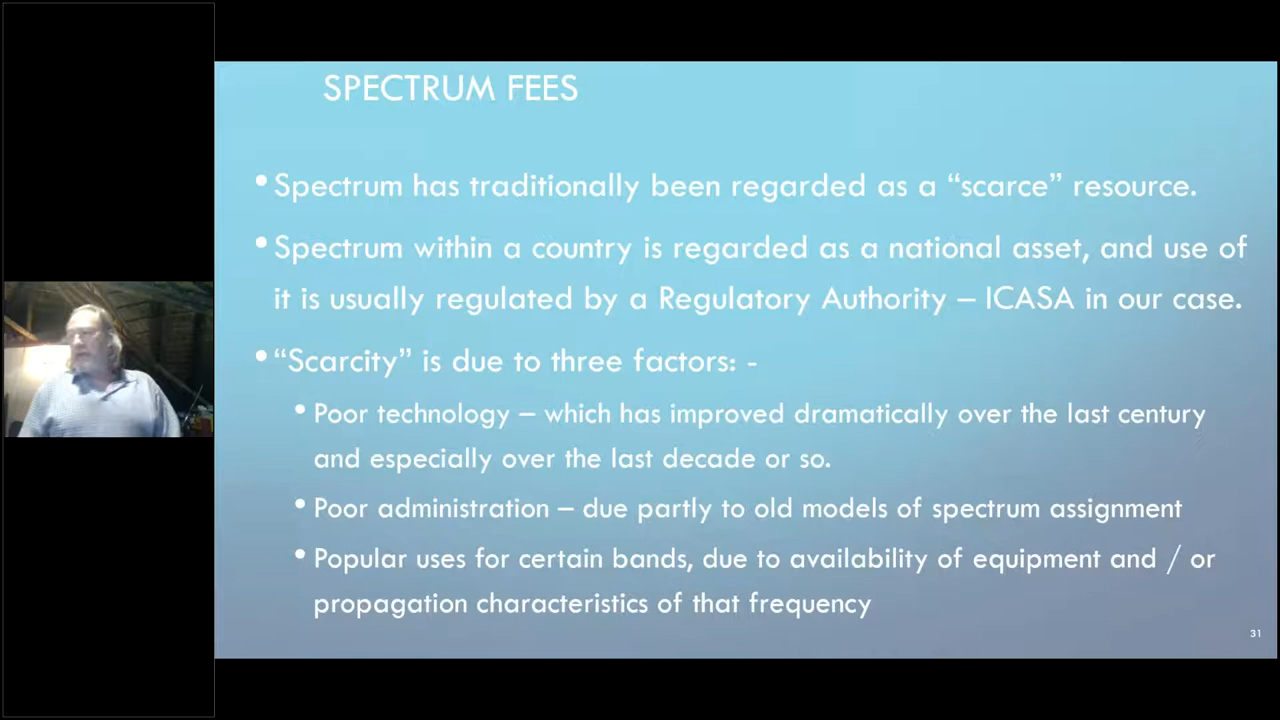 SPECTRUM FEES
• Spectrum has traditionally been regarded as a “scarce” resource.
• Spectrum within a country is regarded as a national asset, and use of
it is usually regulated by a Regulatory Authority – ICASA in our case.
• “Scarcity” is due to three factors: -
• Poor technology – which has improved dramatically over the last century
and especially over the last decade or so.
• Poor administration – due partly to old models of spectrum assignment
• Popular uses for certain bands, due to availability of equipment and / or
propagation characteristics of that frequency
31